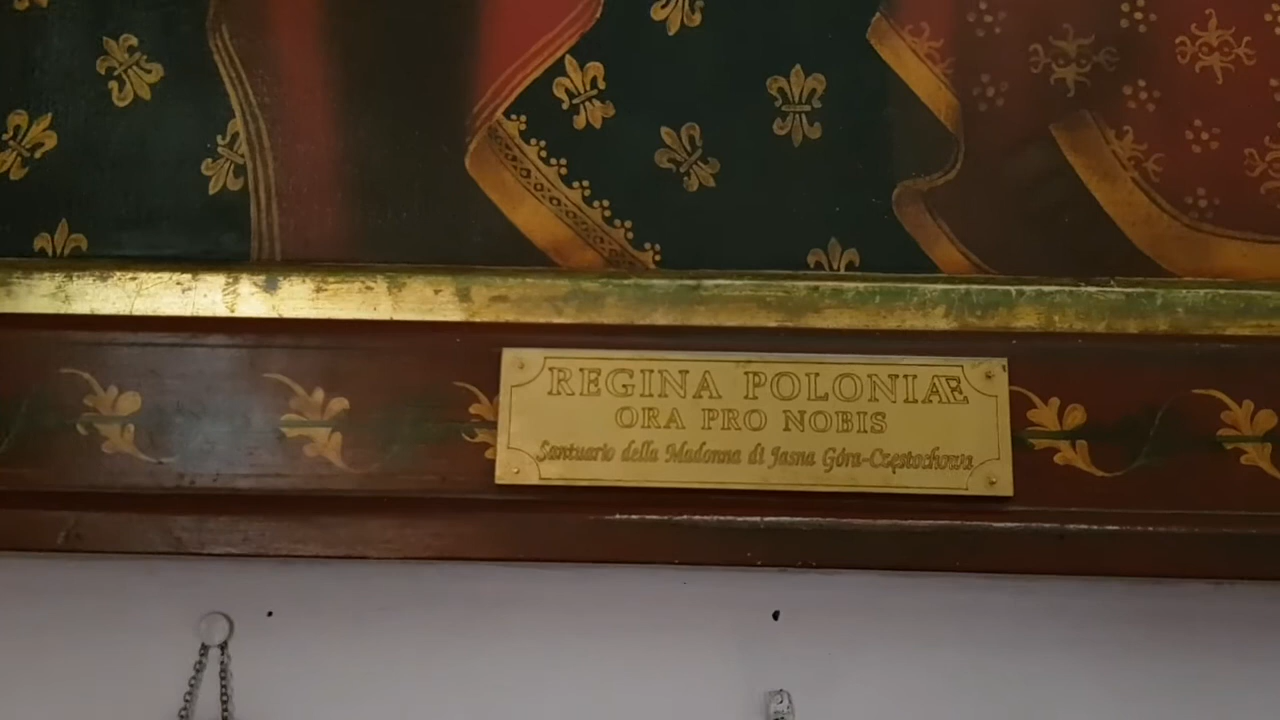 REGINA POLONIÆ
ORA PRO NOBIS
Santuario della Madonna di Jasna Góra-Częstochowa